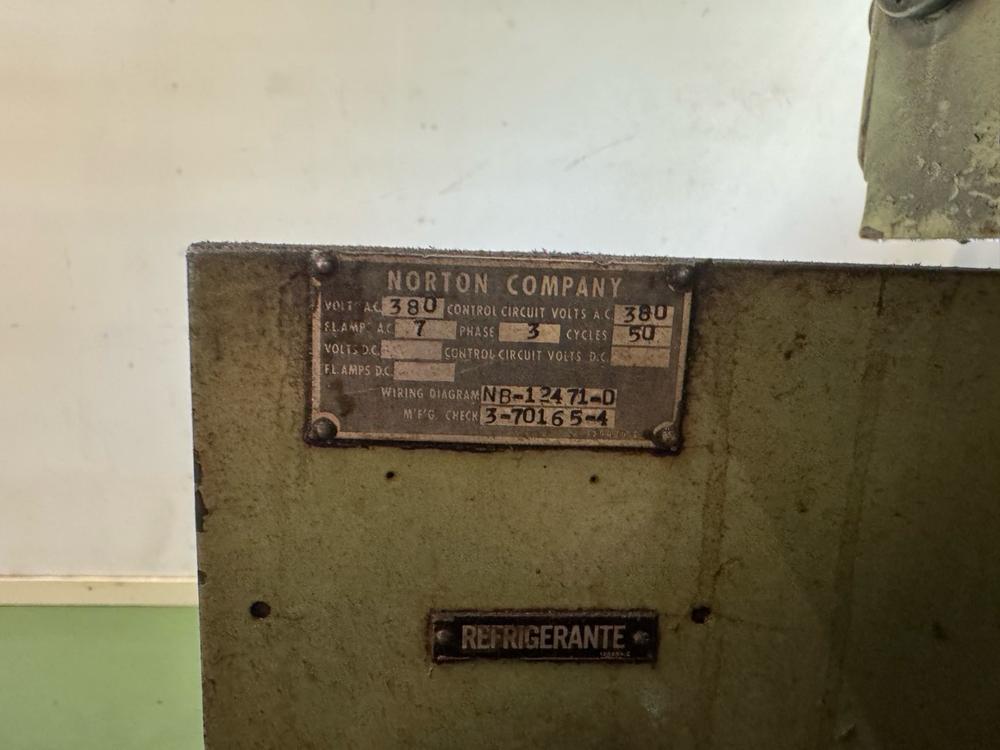 NORTON COMPANY
VOLTS A.C. 380 CONTROL CIRCUIT VOLTS A.C. 380
F.L.AMPS A.C. 7 PHASE 3 CYCLES 50
VOLTS D.C. CONTROL CIRCUIT VOLTS D.C.
F.L.AMPS D.C.
WIRING DIAGRAM NB-12471-D
M'F'G. CHECK 3-70165-4
REFRIGERANTE